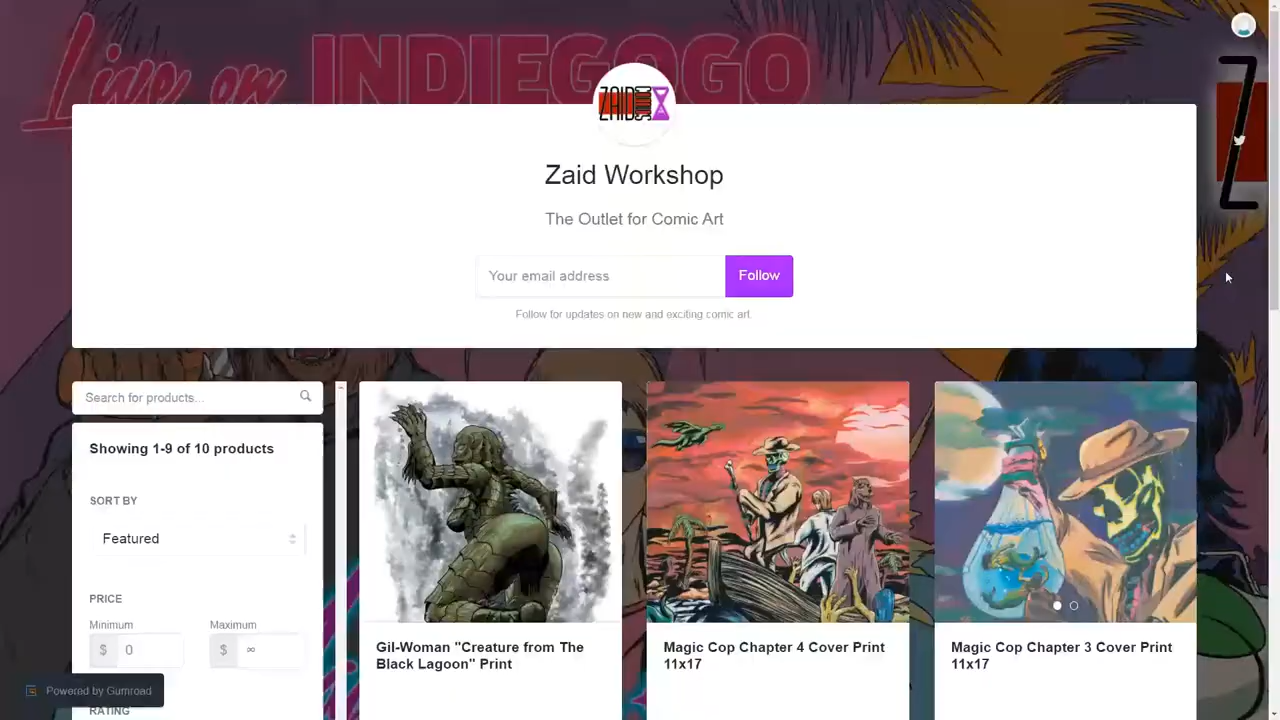 Live on INDIEGOGO
ZAID
Z
Zaid Workshop
The Outlet for Comic Art
Your email address
Follow
Follow for updates on new and exciting comic art.
Search for products...
Showing 1-9 of 10 products
SORT BY
Featured
PRICE
Minimum
Maximum
$ 0
$ ∞
Powered by Gumroad
RATING
Gil-Woman "Creature from The
Black Lagoon" Print
Magic Cop Chapter 4 Cover Print
11x17
Magic Cop Chapter 3 Cover Print
11x17